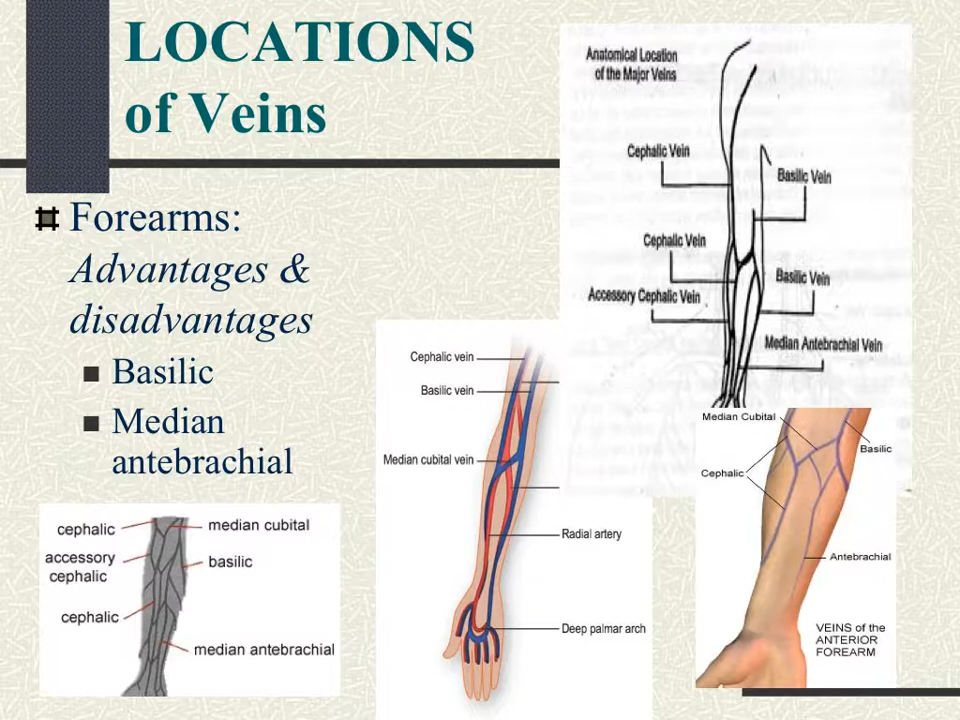 LOCATIONS
of Veins
Forearms:
Advantages &
disadvantages
Basilic
Median
antebrachial
Anatomical Location
of the Major Veins
Cephalic Vein
Basilic Vein
Cephalic Vein
Basilic Vein
Accessory Cephalic Vein
Median Antebrachial Vein
Cephalic vein
Basilic vein
Median cubital vein
Radial artery
Deep palmar arch
Median Cubital
Basilic
Cephalic
Antebrachial
VEINS of the
ANTERIOR
FOREARM
cephalic
median cubital
accessory
cephalic
basilic
cephalic
median antebrachial